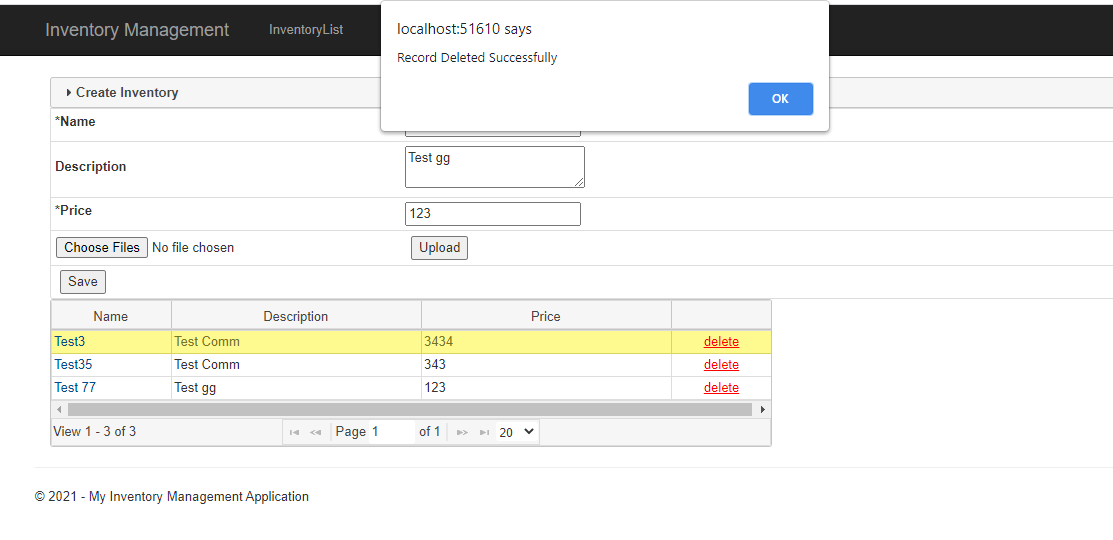 Inventory Management InventoryList
localhost:51610 says
Record Deleted Successfully
OK
Create Inventory
*Name
Description Test gg
*Price 123
Choose Files No file chosen Upload
Save
Name Description Price
Test3 Test Comm 3434 delete
Test35 Test Comm 343 delete
Test 77 Test gg 123 delete
View 1 - 3 of 3 Page 1 of 1 20
© 2021 - My Inventory Management Application